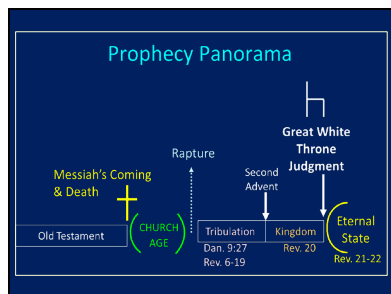 Prophecy Panorama
Great White
Throne
Judgment
Rapture
Second
Advent
Messiah's Coming
& Death
Old Testament
CHURCH
AGE
Tribulation
Kingdom
Eternal
State
Dan. 9:27
Rev. 6-19
Rev. 20
Rev. 21-22